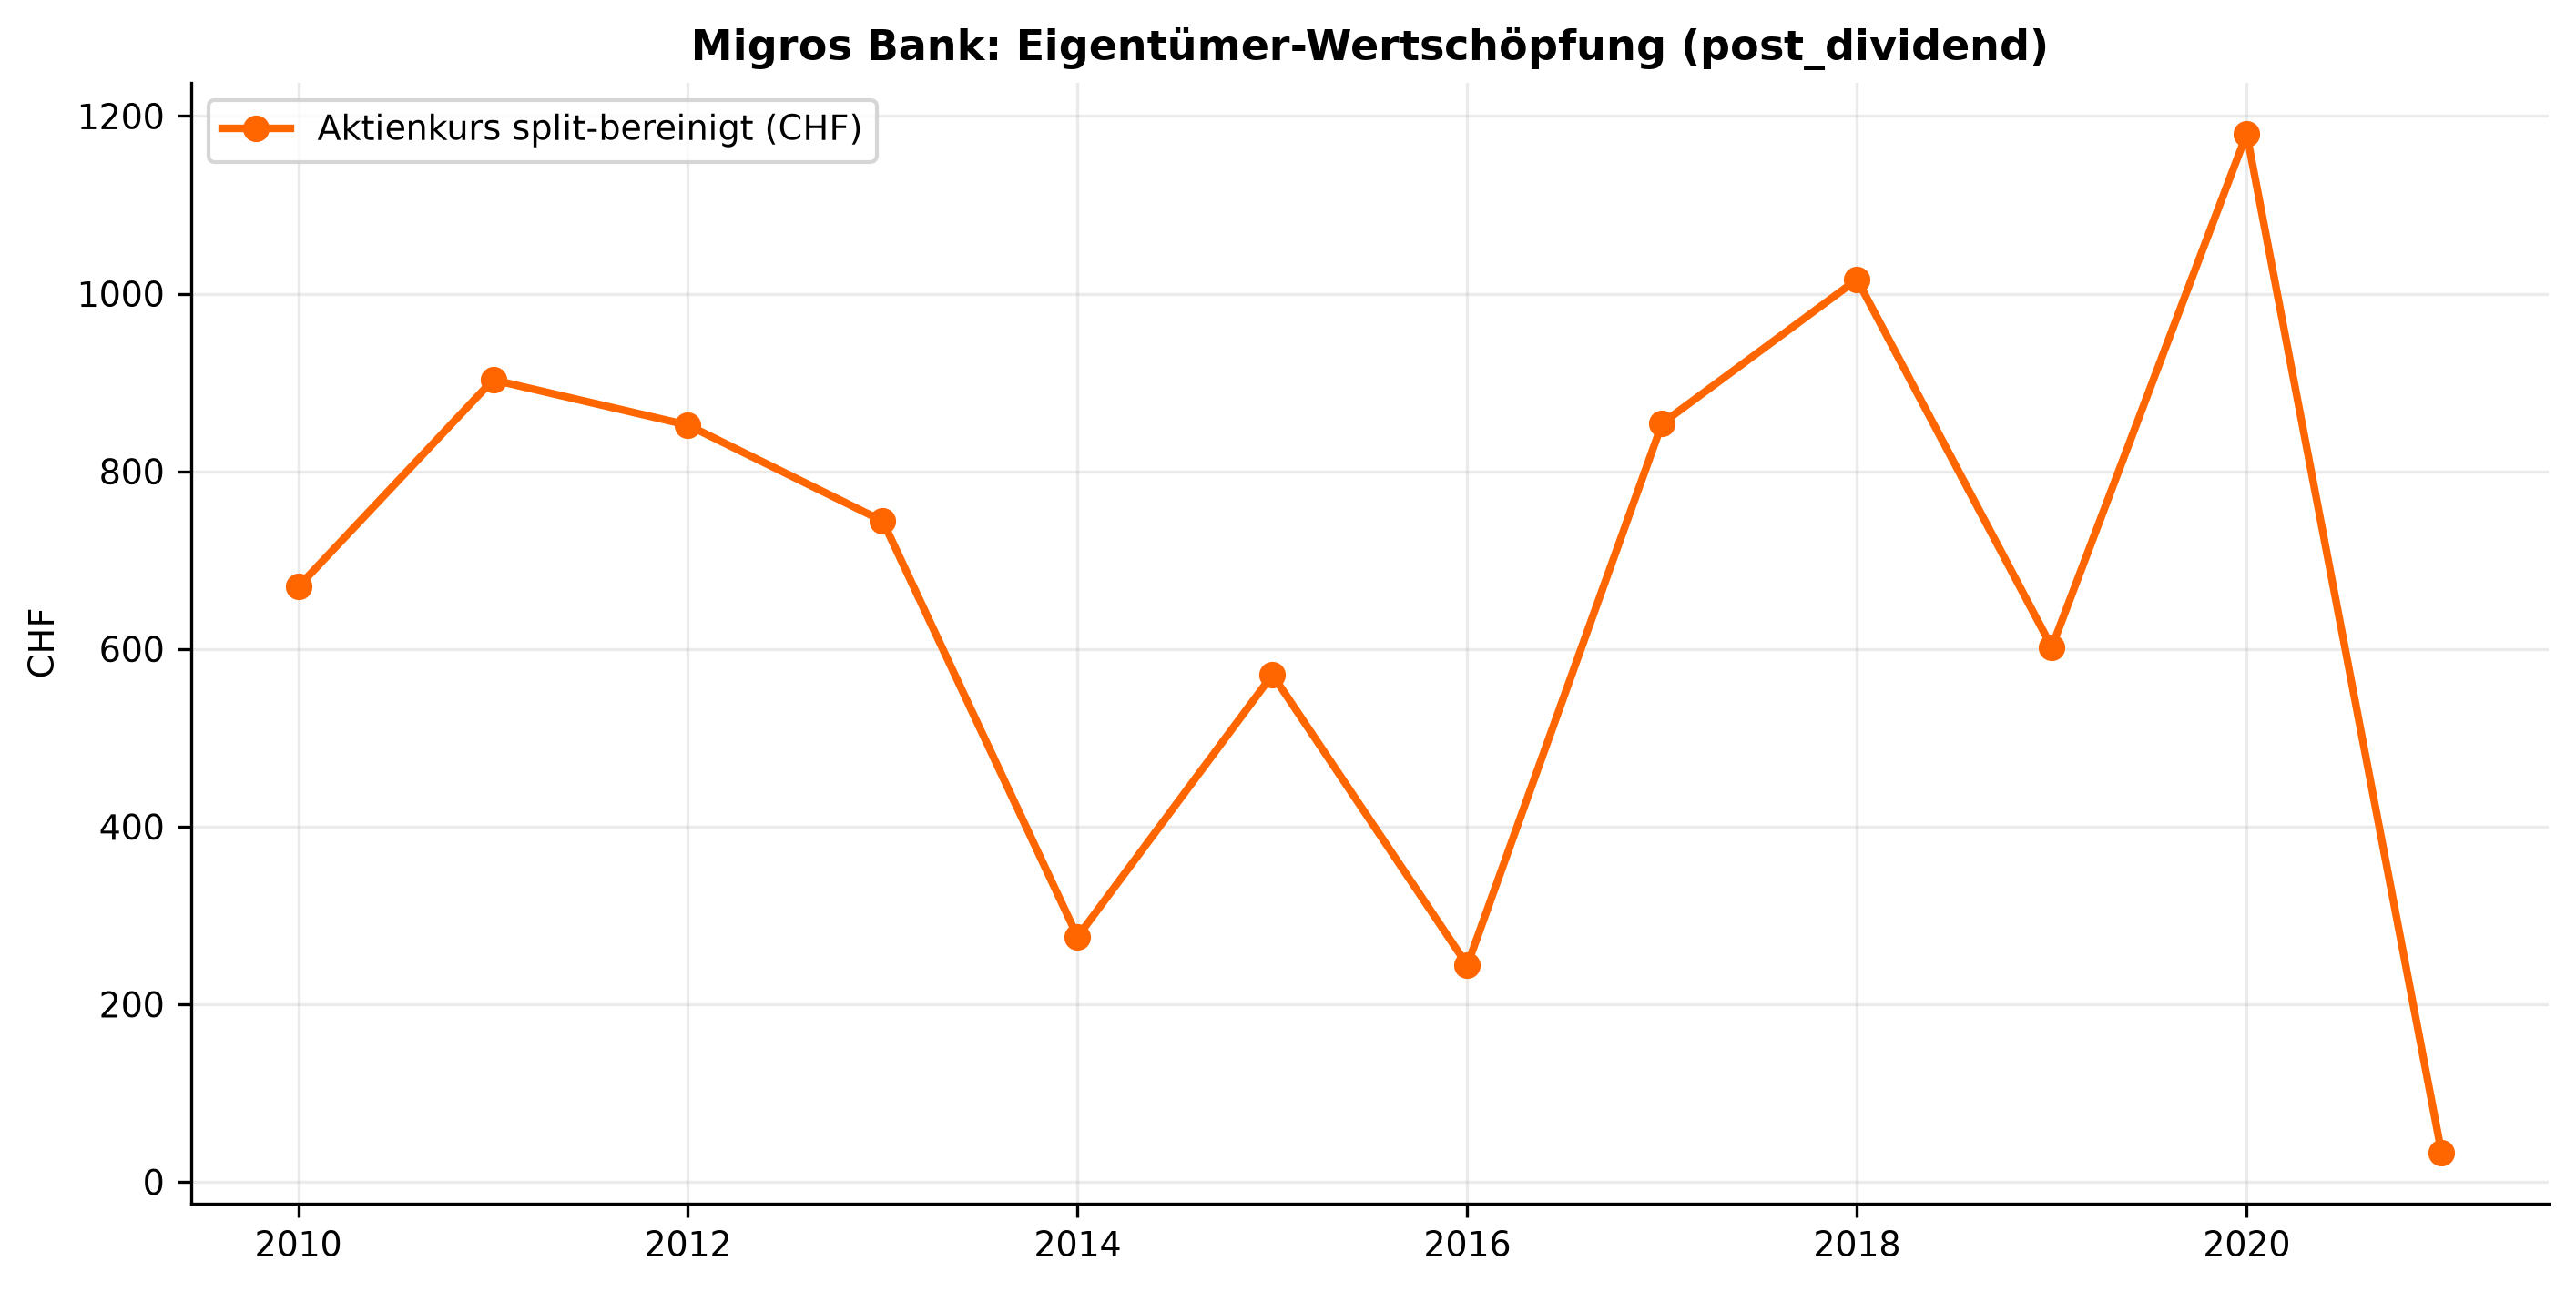 Migros Bank: Eigentümer-Wertschöpfung (post_dividend)
Aktienkurs split-bereinigt (CHF)
CHF
1200
1000
800
600
400
200
0
2010 2012 2014 2016 2018 2020